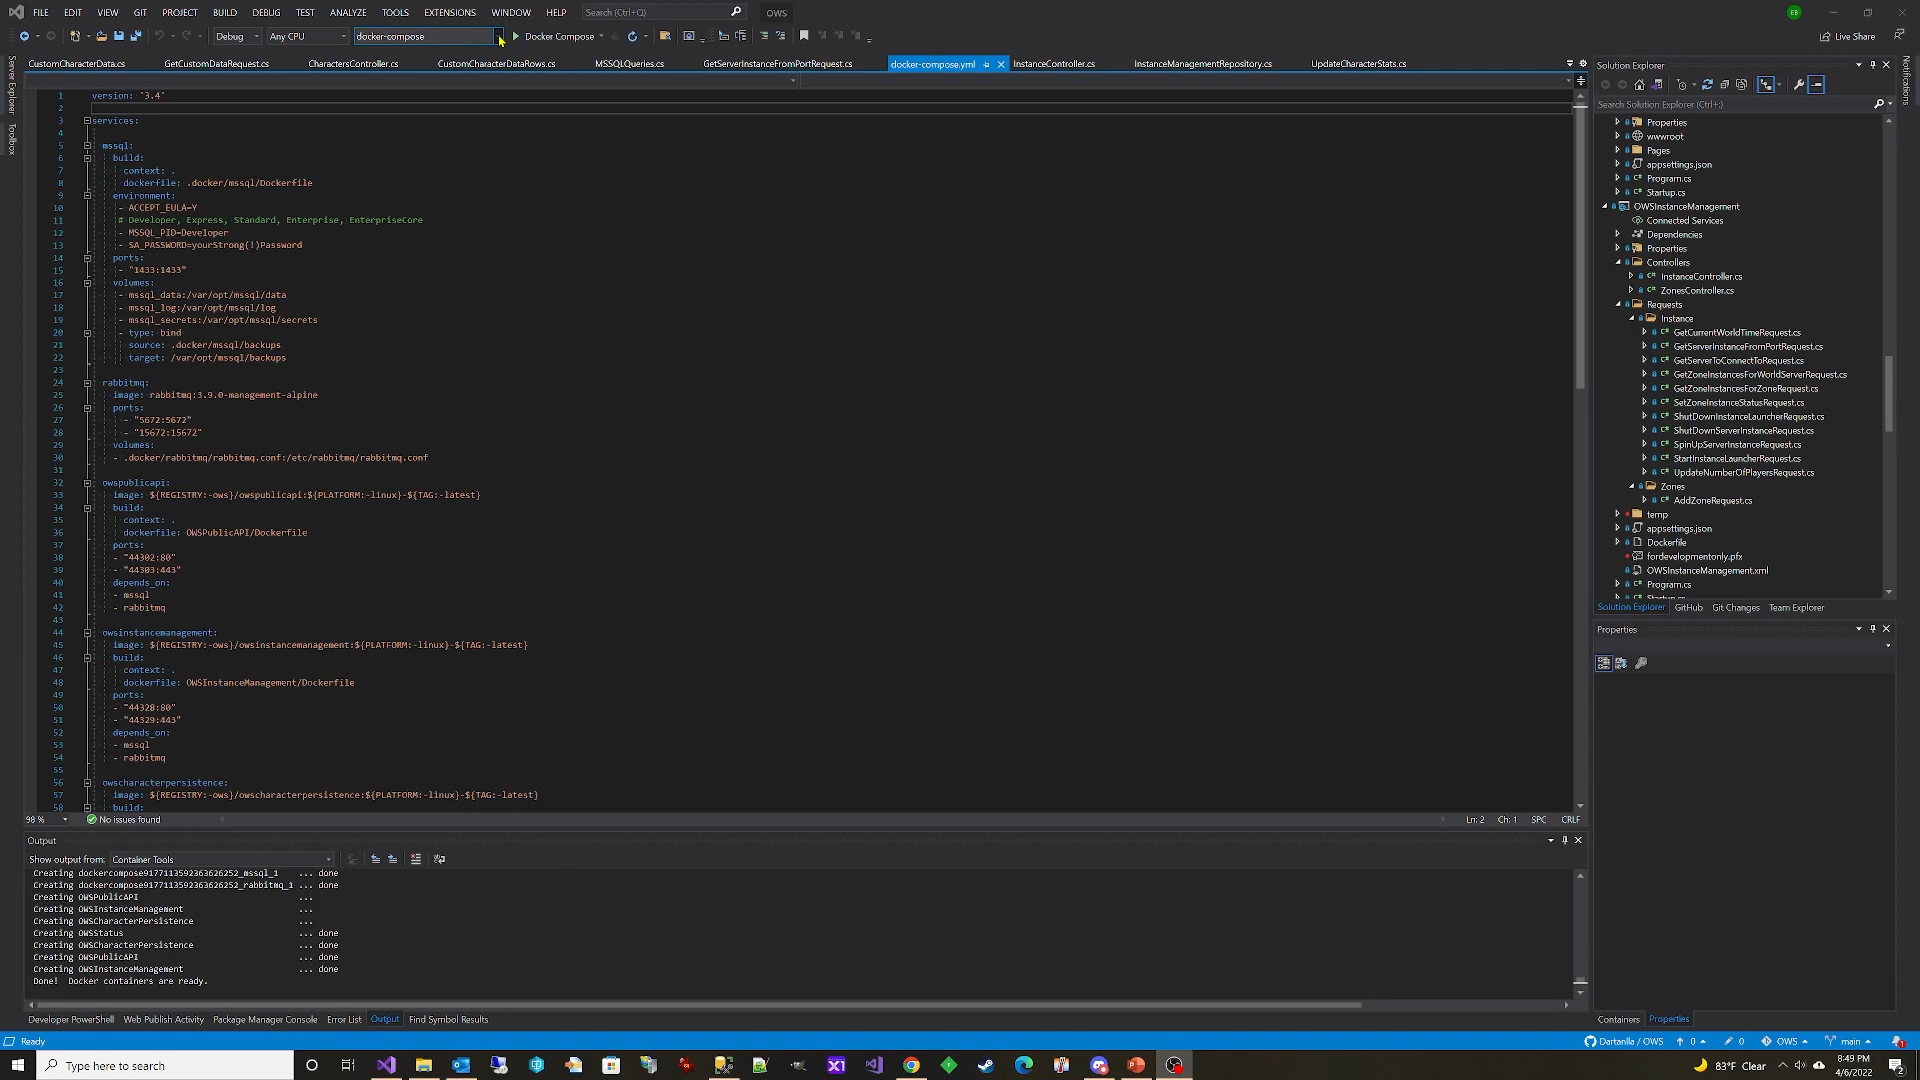 FILE EDIT VIEW GIT PROJECT BUILD DEBUG TEST ANALYZE TOOLS EXTENSIONS WINDOW HELP Search (Ctrl+Q) OWS EB
Debug Any CPU docker-compose Docker Compose Live Share
CustomCharacterData.cs GetCustomDataRequest.cs CharactersController.cs CustomCharacterDataRows.cs MSSQLQueries.cs GetServerInstanceFromPortRequest.cs docker-compose.yml InstanceController.cs InstanceManagementRepository.cs UpdateCharacterStats.cs
Server Explorer
Toolbox
1 version: "3.4"
2
3 services:
4
5 mssql:
6 build:
7 context: .
8 dockerfile: .docker/mssql/Dockerfile
9 environment:
10 - ACCEPT_EULA=Y
11 # Developer, Express, Standard, Enterprise, EnterpriseCore
12 - MSSQL_PID=Developer
13 - SA_PASSWORD=yourStrong(!)Password
14 ports:
15 - "1433:1433"
16 volumes:
17 - mssql_data:/var/opt/mssql/data
18 - mssql_log:/var/opt/mssql/log
19 - mssql_secrets:/var/opt/mssql/secrets
20 - type: bind
21 source: .docker/mssql/backups
22 target: /var/opt/mssql/backups
23
24 rabbitmq:
25 image: rabbitmq:3.9.0-management-alpine
26 ports:
27 - "5672:5672"
28 - "15672:15672"
29 volumes:
30 - .docker/rabbitmq/rabbitmq.conf:/etc/rabbitmq/rabbitmq.conf
31
32 owspublicapi:
33 image: ${REGISTRY:-ows}/owspublicapi:${PLATFORM:-linux}-${TAG:-latest}
34 build:
35 context: .
36 dockerfile: OWSPublicAPI/Dockerfile
37 ports:
38 - "44302:80"
39 - "44303:443"
40 depends_on:
41 - mssql
42 - rabbitmq
43
44 owsinstancemanagement:
45 image: ${REGISTRY:-ows}/owsinstancemanagement:${PLATFORM:-linux}-${TAG:-latest}
46 build:
47 context: .
48 dockerfile: OWSInstanceManagement/Dockerfile
49 ports:
50 - "44328:80"
51 - "44329:443"
52 depends_on:
53 - mssql
54 - rabbitmq
55
56 owscharacterpersistence:
57 image: ${REGISTRY:-ows}/owscharacterpersistence:${PLATFORM:-linux}-${TAG:-latest}
58 build:
98 % No issues found Ln: 2 Ch: 1 SPC CRLF
Output
Show output from: Container Tools
Creating dockercompose9177113592363626252_mssql_1 ... done
Creating dockercompose9177113592363626252_rabbitmq_1 ... done
Creating OWSPublicAPI ...
Creating OWSInstanceManagement ...
Creating OWSCharacterPersistence ...
Creating OWSStatus ... done
Creating OWSCharacterPersistence ... done
Creating OWSPublicAPI ... done
Creating OWSInstanceManagement ... done
Done! Docker containers are ready.
Developer PowerShell Web Publish Activity Package Manager Console Error List Output Find Symbol Results
Solution Explorer
Search Solution Explorer (Ctrl+;)
Properties
wwwroot
Pages
appsettings.json
Program.cs
Startup.cs
OWSInstanceManagement
Connected Services
Dependencies
Properties
Controllers
InstanceController.cs
ZonesController.cs
Requests
Instance
GetCurrentWorldTimeRequest.cs
GetServerInstanceFromPortRequest.cs
GetServerToConnectToRequest.cs
GetZoneInstancesForWorldServerRequest.cs
GetZoneInstancesForZoneRequest.cs
SetZoneInstanceStatusRequest.cs
ShutDownInstanceLauncherRequest.cs
ShutDownServerInstanceRequest.cs
SpinUpServerInstanceRequest.cs
StartInstanceLauncherRequest.cs
UpdateNumberOfPlayersRequest.cs
Zones
AddZoneRequest.cs
temp
appsettings.json
Dockerfile
fordevelopmentonly.pfx
OWSInstanceManagement.xml
Program.cs
Startup.cs
Solution Explorer GitHub Git Changes Team Explorer
Properties
Containers Properties
Notifications
Ready Dartanlla / OWS 0 0 OWS main
Type here to search X1 83°F Clear 8:49 PM
4/6/2022 2